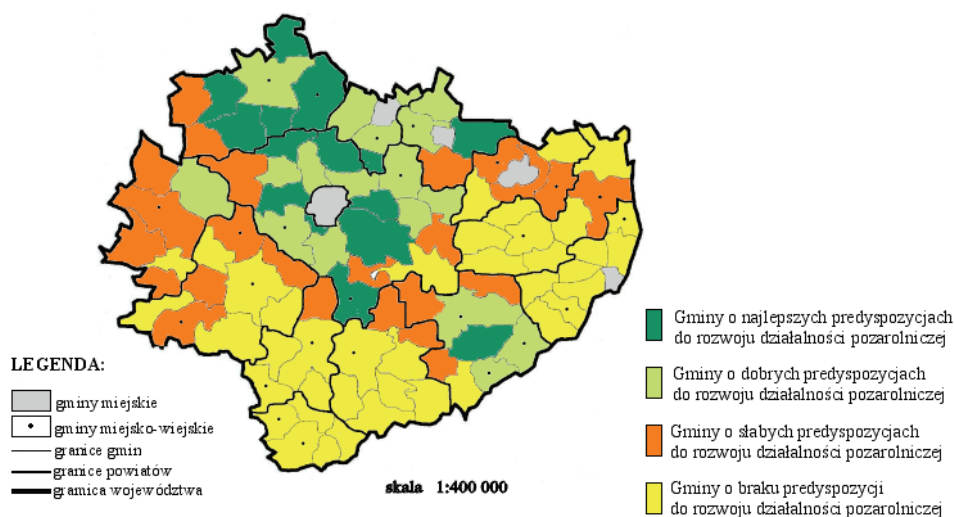 LEGENDA:
gminy miejskie
gminy miejsko-wiejskie
granice gmin
granice powiatów
gramica województwa
skala 1:400 000
Gminy o najlepszych predyspozycjach
do rozwoju działalności pozarolniczej
Gminy o dobrych predyspozycjach
do rozwoju działalności pozarolniczej
Gminy o słabych predyspozycjach
do rozwoju działalności pozarolniczej
Gminy o braku predyspozycji
do rozwoju działalności pozarolniczej